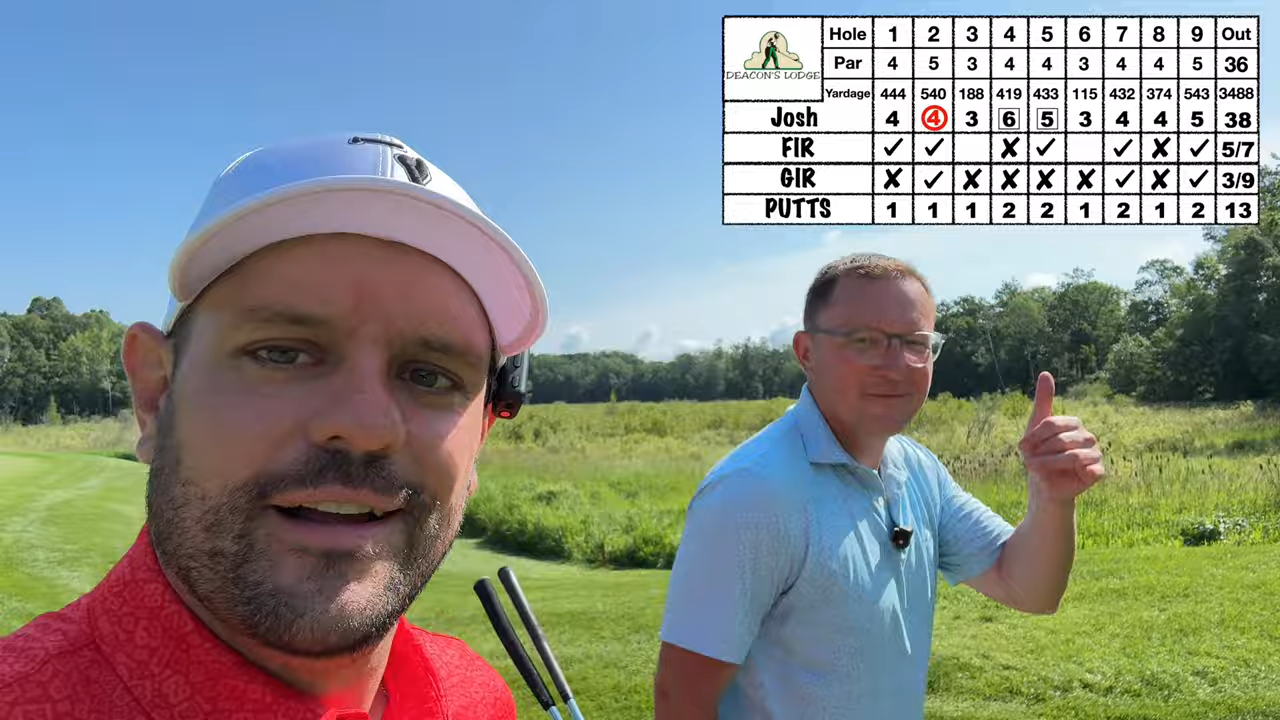 DEACON'S LODGE
Hole 1 2 3 4 5 6 7 8 9 Out
Par 4 5 3 4 4 3 4 4 5 36
Yardage 444 540 188 419 433 115 432 374 543 3488
Josh 4 4 3 6 5 3 4 4 5 38
FIR ✓ ✓ ✗ ✓ ✓ ✗ ✓ 5/7
GIR ✗ ✓ ✗ ✗ ✗ ✗ ✓ ✗ ✓ 3/9
PUTTS 1 1 1 2 2 1 2 1 2 13